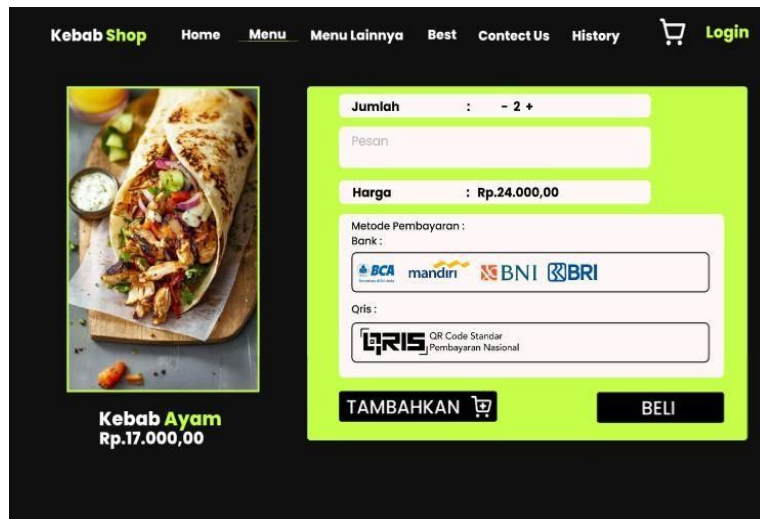 Kebab Shop Home Menu Menu Lainnya Best Contect Us History Login
Jumlah : - 2 +
Pesan
Harga : Rp.24.000,00
Metode Pembayaran :
Bank :
BCA mandiri BNI BRI
Qris :
QRIS QR Code Standar
Pembayaran Nasional
TAMBAHKAN BELI
Kebab Ayam
Rp.17.000,00